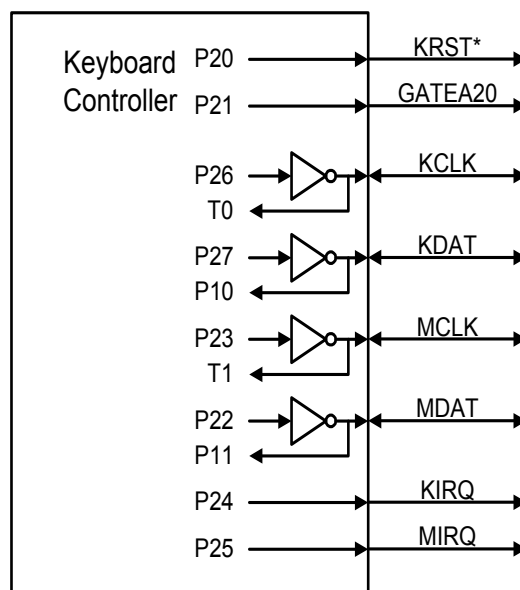 Keyboard
Controller
P20
KRST*
P21
GATEA20
P26
KCLK
T0
P27
KDAT
P10
P23
MCLK
T1
P22
MDAT
P11
P24
KIRQ
P25
MIRQ